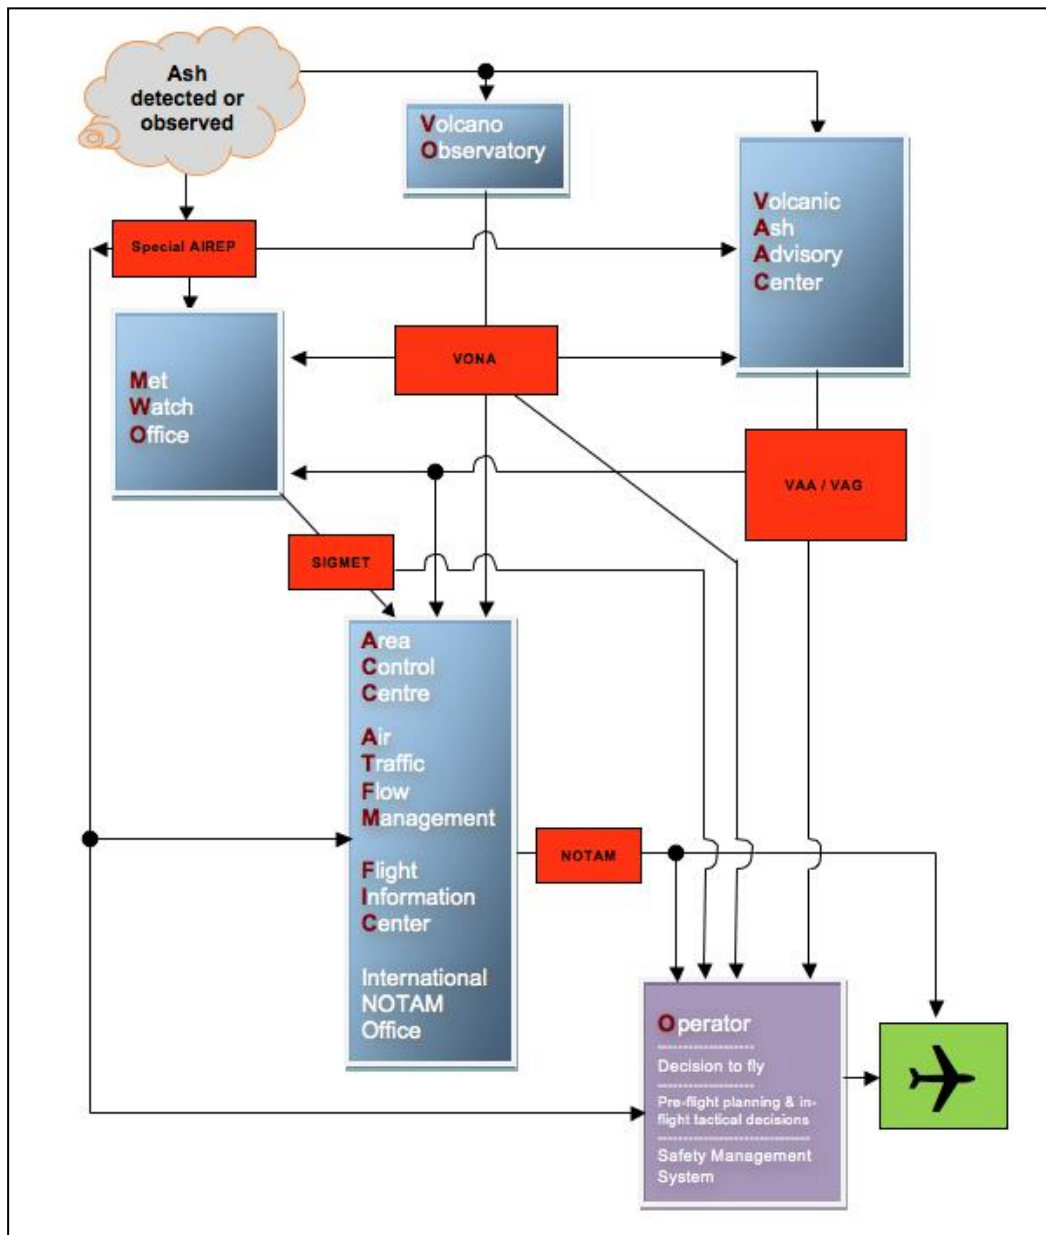 Ash
detected or
observed
Volcano
Observatory
Volcanic
Ash
Advisory
Center
Special AIREP
VONA
Met
Watch
Office
VAA / VAG
SIGMET
Area
Control
Centre
Air
Traffic
Flow
Management
Flight
Information
Center
International
NOTAM
Office
NOTAM
Operator
Decision to fly
Pre-flight planning & in-
flight tactical decisions
Safety Management
System